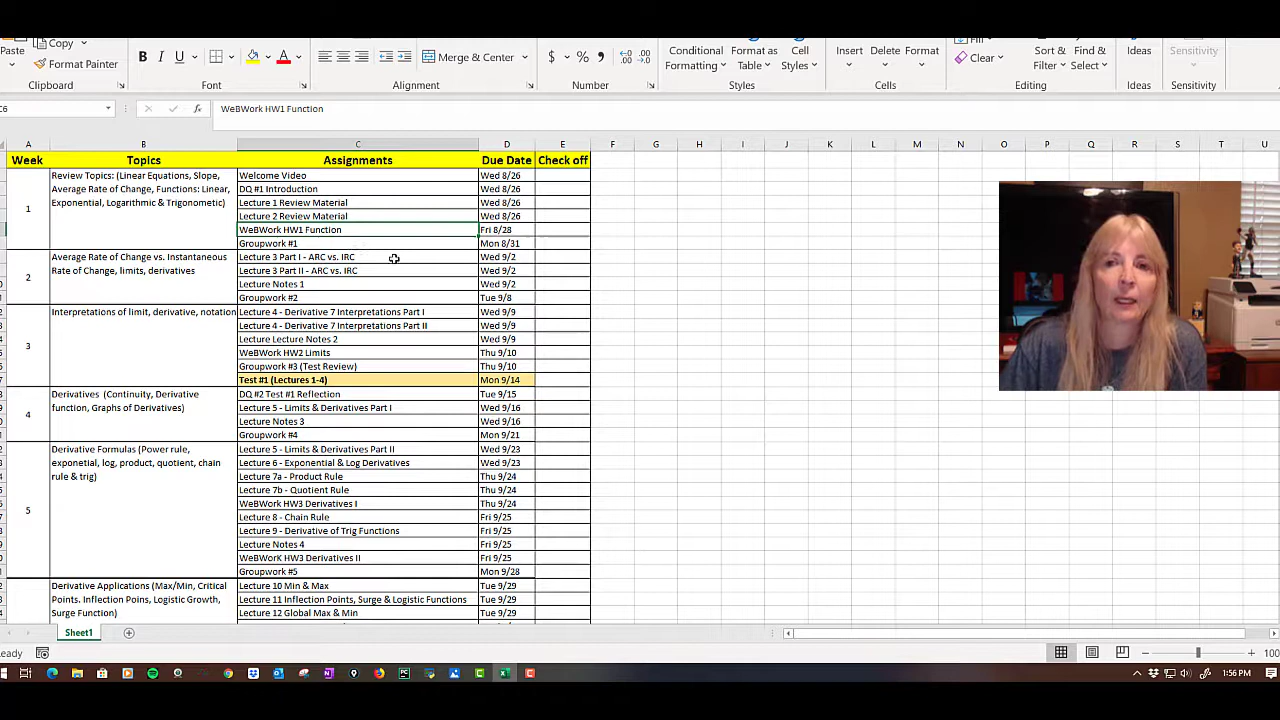 Paste
Copy
Format Painter
B I U A
Merge & Center
$ % ,
Conditional Formatting
Format as Table
Cell Styles
Insert Delete Format
Fill
Clear
Sort & Filter
Find & Select
Ideas
Sensitivity
Clipboard Font Alignment Number Styles Cells Editing Ideas Sensitivity
C6 fx WeBWork HW1 Function
A B C D E F G H I J K L M N O P Q R S T U
Week Topics Assignments Due Date Check off
1 Review Topics: (Linear Equations, Slope, Average Rate of Change, Functions: Linear, Exponential, Logarithmic & Trigonometric)
Welcome Video Wed 8/26
DQ #1 Introduction Wed 8/26
Lecture 1 Review Material Wed 8/26
Lecture 2 Review Material Wed 8/26
WeBWork HW1 Function Fri 8/28
Groupwork #1 Mon 8/31
2 Average Rate of Change vs. Instantaneous Rate of Change, limits, derivatives
Lecture 3 Part I - ARC vs. IRC Wed 9/2
Lecture 3 Part II - ARC vs. IRC Wed 9/2
Lecture Notes 1 Wed 9/2
Groupwork #2 Tue 9/8
3 Interpretations of limit, derivative, notation
Lecture 4 - Derivative 7 Interpretations Part I Wed 9/9
Lecture 4 - Derivative 7 Interpretations Part II Wed 9/9
Lecture Lecture Notes 2 Wed 9/9
WeBWork HW2 Limits Thu 9/10
Groupwork #3 (Test Review) Thu 9/10
Test #1 (Lectures 1-4) Mon 9/14
4 Derivatives (Continuity, Derivative function, Graphs of Derivatives)
DQ #2 Test #1 Reflection Tue 9/15
Lecture 5 - Limits & Derivatives Part I Wed 9/16
Lecture Notes 3 Wed 9/16
Groupwork #4 Mon 9/21
5 Derivative Formulas (Power rule, exponetial, log, product, quotient, chain rule & trig)
Lecture 5 - Limits & Derivatives Part II Wed 9/23
Lecture 6 - Exponential & Log Derivatives Wed 9/23
Lecture 7a - Product Rule Thu 9/24
Lecture 7b - Quotient Rule Thu 9/24
WeBWork HW3 Derivatives I Thu 9/24
Lecture 8 - Chain Rule Fri 9/25
Lecture 9 - Derivative of Trig Functions Fri 9/25
Lecture Notes 4 Fri 9/25
WeBWorK HW3 Derivatives II Fri 9/25
Groupwork #5 Mon 9/28
Derivative Applications (Max/Min, Critical Points. Inflection Poins, Logistic Growth, Surge Function)
Lecture 10 Min & Max Tue 9/29
Lecture 11 Inflection Points, Surge & Logistic Functions Tue 9/29
Lecture 12 Global Max & Min Tue 9/29
Sheet1
Ready
100
1:56 PM